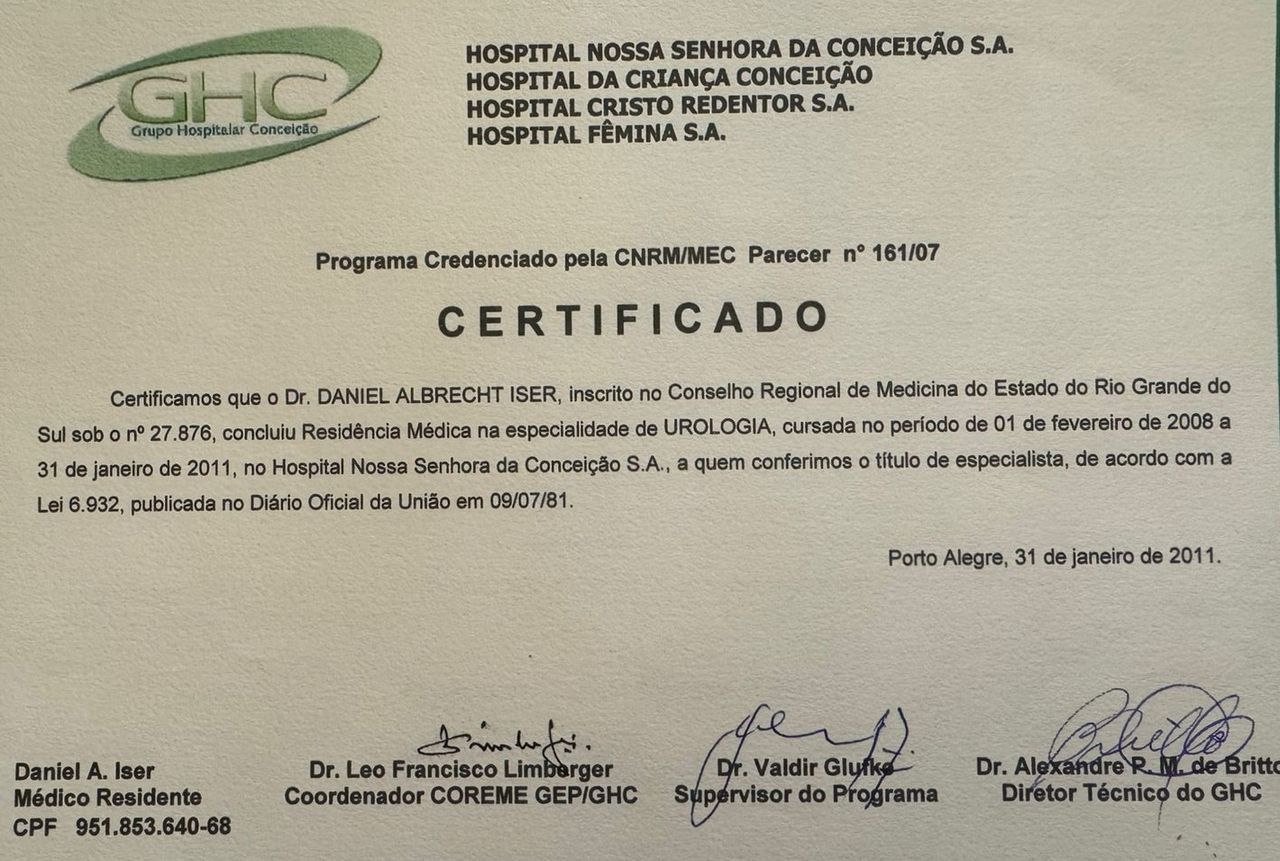 GHC
Grupo Hospitalar Conceição
HOSPITAL NOSSA SENHORA DA CONCEIÇÃO S.A.
HOSPITAL DA CRIANÇA CONCEIÇÃO
HOSPITAL CRISTO REDENTOR S.A.
HOSPITAL FÊMINA S.A.
Programa Credenciado pela CNRM/MEC Parecer n° 161/07
CERTIFICADO
Certificamos que o Dr. DANIEL ALBRECHT ISER, inscrito no Conselho Regional de Medicina do Estado do Rio Grande do
Sul sob o nº 27.876, concluiu Residência Médica na especialidade de UROLOGIA, cursada no período de 01 de fevereiro de 2008 a
31 de janeiro de 2011, no Hospital Nossa Senhora da Conceição S.A., a quem conferimos o título de especialista, de acordo com a
Lei 6.932, publicada no Diário Oficial da União em 09/07/81.
Porto Alegre, 31 de janeiro de 2011.
Daniel A. Iser
Médico Residente
CPF 951.853.640-68
Dr. Leo Francisco Limberger
Coordenador COREME GEP/GHC
Dr. Valdir Glufke
Supervisor do Programa
Dr. Alexandre P. M. de Britto
Diretor Técnico do GHC